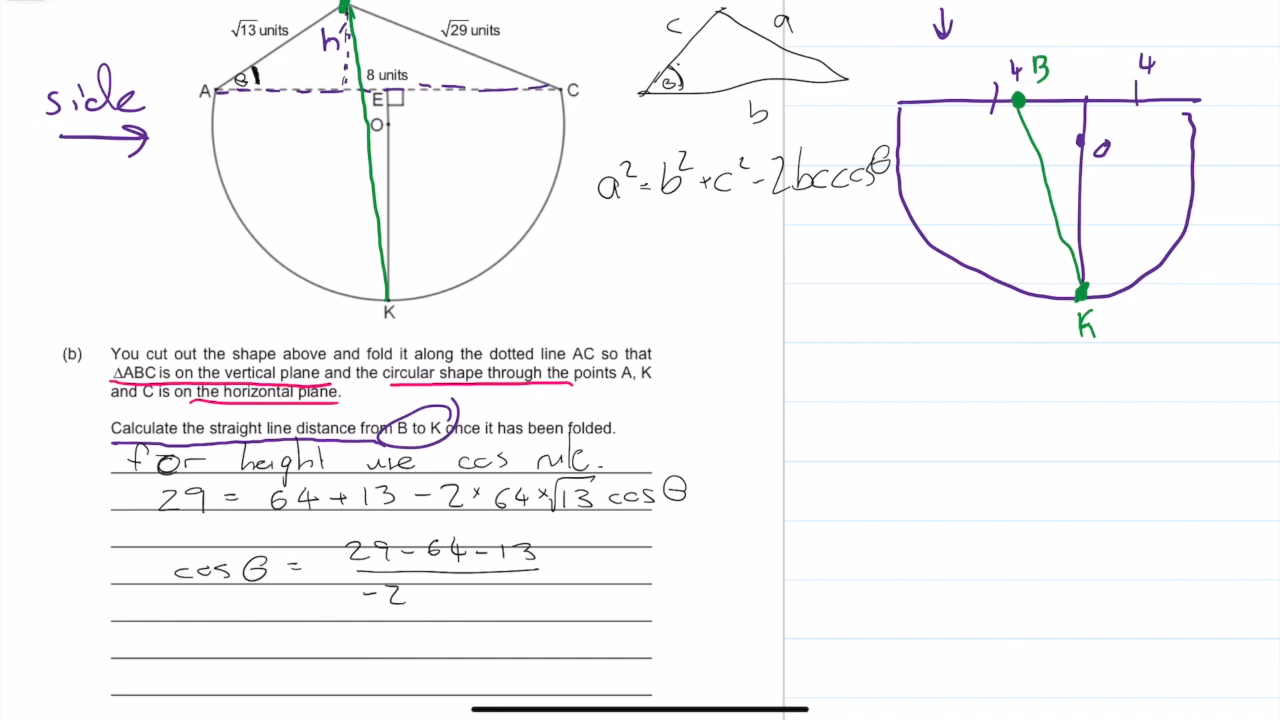 √13 units
√29 units
h
side
A
θ
8 units
E
C
O
K
c
a
θ
b
a² = b² + c² - 2bc cos θ
4 B
4
O
K
(b) You cut out the shape above and fold it along the dotted line AC so that
ΔABC is on the vertical plane and the circular shape through the points A, K
and C is on the horizontal plane.
Calculate the straight line distance from B to K once it has been folded.
for height use cos rule.
29 = 64 + 13 - 2 × 64 × √13 cos θ
cos θ = 29 - 64 - 13
-2